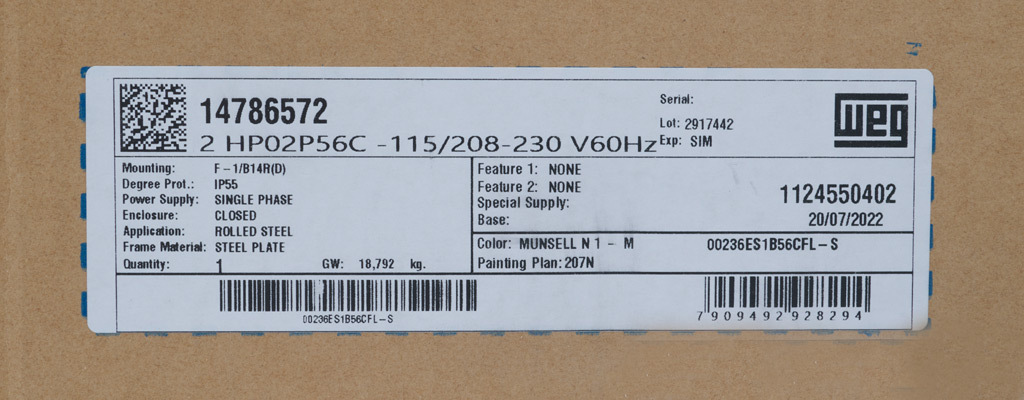 14786572
2 HP02P56C -115/208-230 V60Hz
Serial:
Lot: 2917442
Exp: SIM
weg
Mounting: F-1/B14R(D)
Degree Prot.: IP55
Power Supply: SINGLE PHASE
Enclosure: CLOSED
Application: ROLLED STEEL
Frame Material: STEEL PLATE
Quantity: 1 GW: 18,792 kg.
Feature 1: NONE
Feature 2: NONE
Special Supply:
Base:
1124550402
20/07/2022
Color: MUNSELL N 1 - M 00236ES1B56CFL-S
Painting Plan: 207N
00236ES1B56CFL-S
7 909492 928294